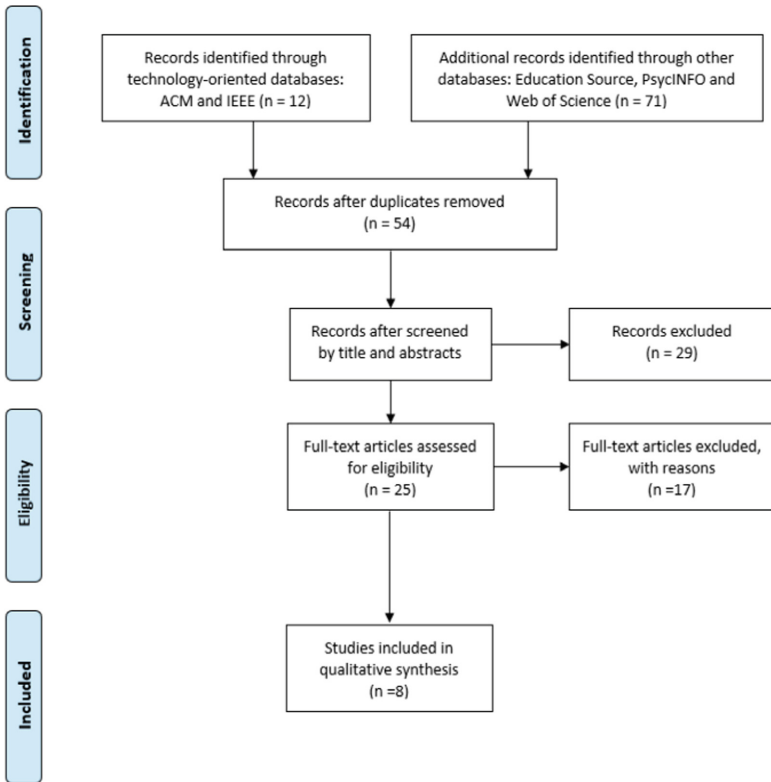 Identification
Records identified through
technology-oriented databases:
ACM and IEEE (n = 12)
Additional records identified through other
databases: Education Source, PsycINFO and
Web of Science (n = 71)
Records after duplicates removed
(n = 54)
Screening
Records after screened
by title and abstracts
Records excluded
(n = 29)
Eligibility
Full-text articles assessed
for eligibility
(n = 25)
Full-text articles excluded,
with reasons
(n =17)
Included
Studies included in
qualitative synthesis
(n =8)